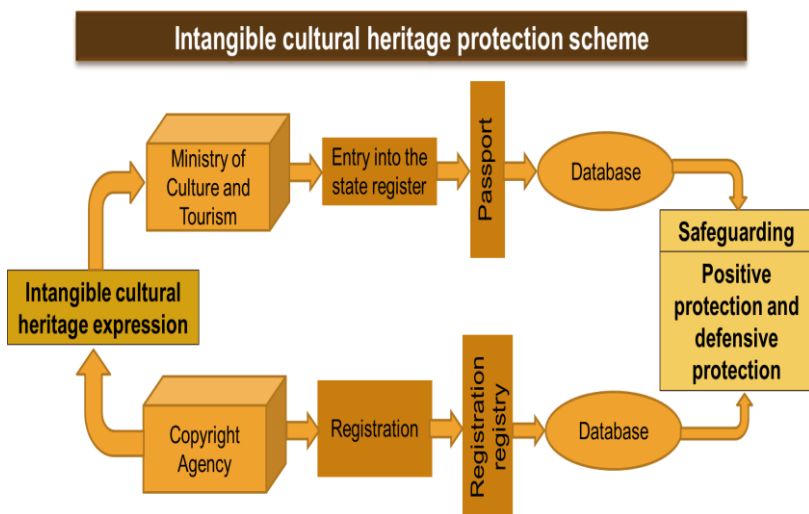 Intangible cultural heritage protection scheme
Ministry of
Culture and
Tourism
Entry into the
state register
Passport
Database
Safeguarding
Positive
protection and
defensive
protection
Intangible cultural
heritage expression
Copyright
Agency
Registration
Registration
registry
Database